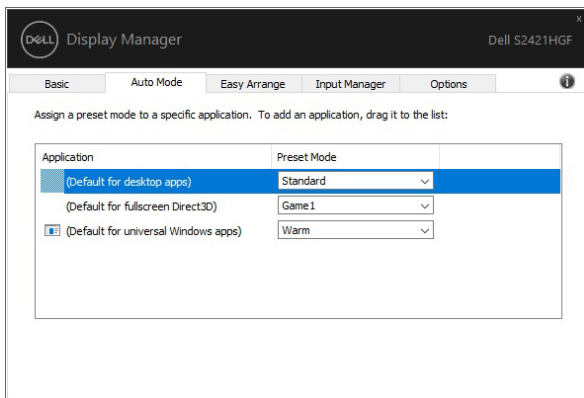 DELL Display Manager Dell S2421HGF
Basic Auto Mode Easy Arrange Input Manager Options
Assign a preset mode to a specific application. To add an application, drag it to the list:
Application Preset Mode
(Default for desktop apps) Standard
(Default for fullscreen Direct3D) Game1
(Default for universal Windows apps) Warm